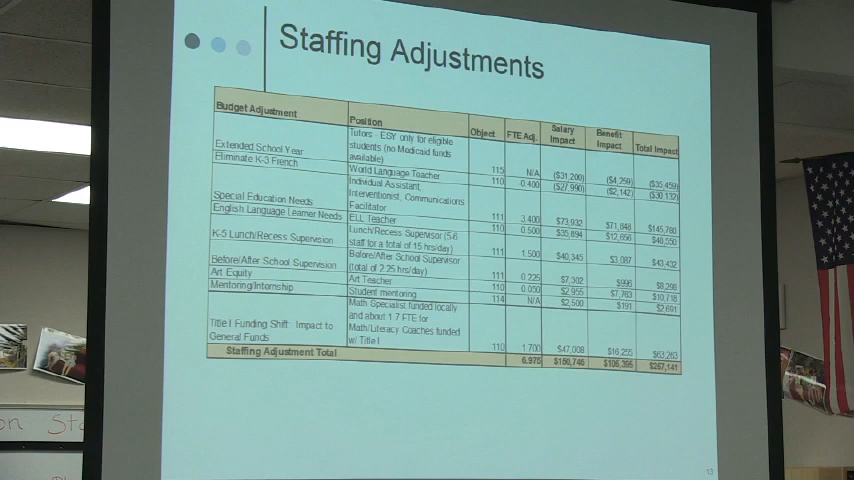 Staffing Adjustments
Budget Adjustment Position Object FTE Adj. Salary Impact Benefit Impact Total Impact
Extended School Year Tutors - ESY only for eligible students (no Medicaid funds available) 115 N/A ($31,200) ($4,259) ($35,459)
Eliminate K-3 French World Language Teacher 110 -0.400 ($27,990) ($2,142) ($30,132)
Special Education Needs Individual Assistant, Interventionist, Communications Facilitator 111 3.400 $73,932 $71,848 $145,780
English Language Learner Needs ELL Teacher 110 0.500 $35,894 $12,656 $48,550
K-5 Lunch/Recess Supervision Lunch/Recess Supervisor (5-6 staff for a total of 15 hrs/day) 111 1.500 $40,345 $3,087 $43,432
Before/After School Supervision Before/After School Supervisor (total of 2.25 hrs/day) 111 0.225 $7,302 $996 $8,298
Art Equity Art Teacher 110 0.050 $2,955 $7,763 $10,718
Mentoring/Internship Student mentoring 114 N/A $2,500 $191 $2,691
Title I Funding Shift: Impact to General Funds Math Specialist funded locally and about 1.7 FTE for Math/Literacy Coaches funded w/ Title I 110 1.700 $47,008 $16,255 $63,263
Staffing Adjustment Total 6.975 $150,746 $106,395 $257,141
13